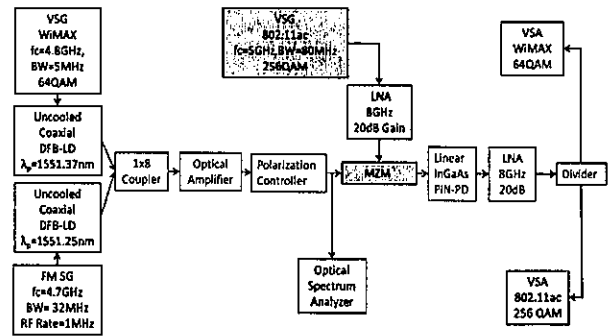 VSG
WiMAX
fc=4.8GHz,
BW=5MHz
64QAM
VSG
802.11ac
fc=5GHz,BW=80MHz
256QAM
VSA
WiMAX
64QAM
LNA
8GHz
20dB Gain
Uncooled
Coaxial
DFB-LD
λp=1551.37nm
1x8
Coupler
Optical
Amplifier
Polarization
Controller
MZM
Linear
InGaAs
PiN-PD
LNA
8GHz
20dB
Divider
Uncooled
Coaxial
DFB-LD
λp=1551.25nm
FM SG
fc=4.7GHz
BW= 32MHz
RF Rate=1MHz
Optical
Spectrum
Analyzer
VSA
802.11ac
256 QAM